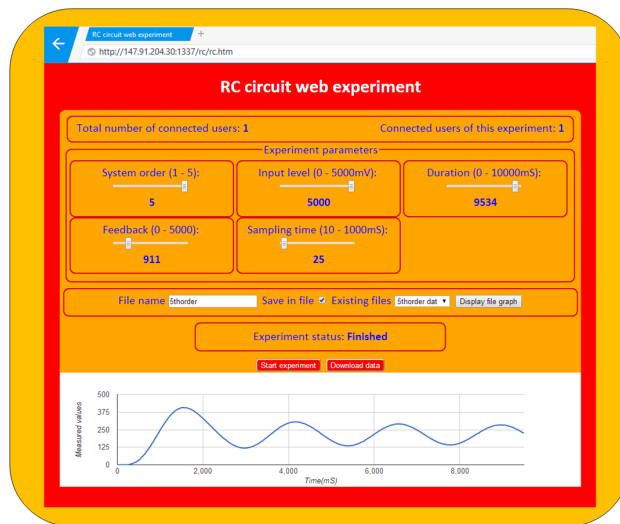 RC circuit web experiment +
http://147.91.204.30:1337/rc/rc.htm
RC circuit web experiment
Total number of connected users: 1 Connected users of this experiment: 1
Experiment parameters
System order (1 - 5): Input level (0 - 5000mV): Duration (0 - 10000mS):
5 5000 9534
Feedback (0 - 5000): Sampling time (10 - 1000mS):
911 25
File name 5thorder Save in file Existing files 5thorder.dat Display file graph
Experiment status: Finished
Start experiment Download data
Measured values
500
375
250
125
0
0 2,000 4,000 6,000 8,000
Time(mS)